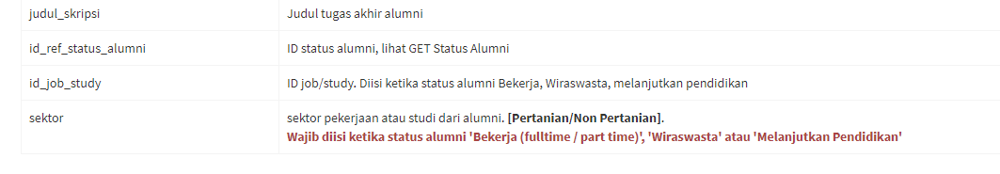 judul_skripsi Judul tugas akhir alumni
id_ref_status_alumni ID status alumni, lihat GET Status Alumni
id_job_study ID job/study. Diisi ketika status alumni Bekerja, Wiraswasta, melanjutkan pendidikan
sektor sektor pekerjaan atau studi dari alumni. [Pertanian/Non Pertanian].
Wajib diisi ketika status alumni 'Bekerja (fulltime / part time)', 'Wiraswasta' atau 'Melanjutkan Pendidikan'